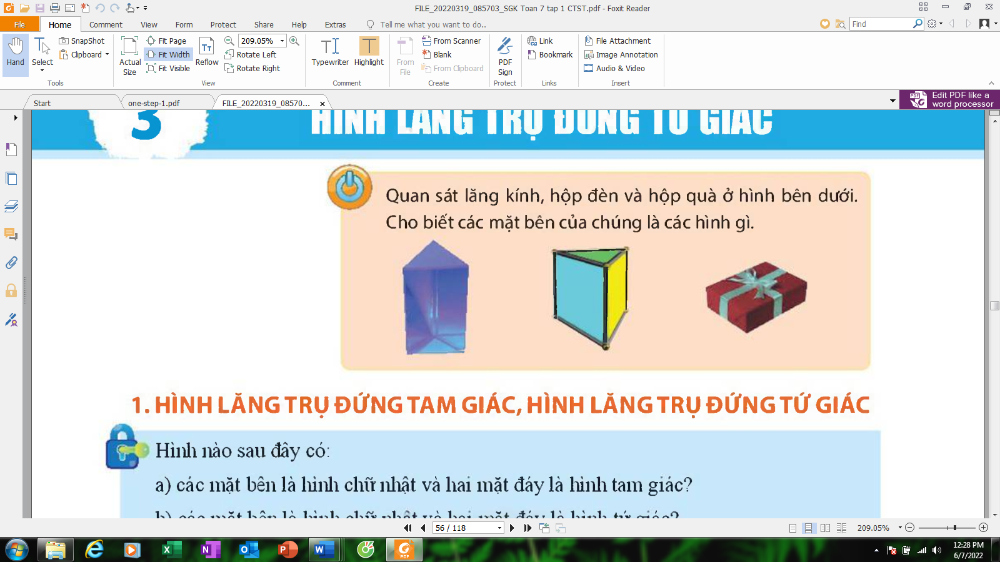 FILE_20220319_085703_SGK Toan 7 tap 1 CTST.pdf - Foxit Reader
File Home Comment View Form Protect Share Help Extras Tell me what you want to do.. Find
Hand
Select
SnapShot
Clipboard
Tools
Actual Size
Fit Page
Fit Width
Fit Visible
Reflow
209.05%
Rotate Left
Rotate Right
View
Typewriter
Highlight
Comment
From File
From Scanner
Blank
From Clipboard
Create
PDF Sign
Protect
Link
Bookmark
Links
File Attachment
Image Annotation
Audio & Video
Insert
Start one-step-1.pdf FILE_20220319_08570...
Edit PDF like a
word processor
3 HÌNH LĂNG TRỤ ĐỨNG TỨ GIÁC
Quan sát lăng kính, hộp đèn và hộp quà ở hình bên dưới.
Cho biết các mặt bên của chúng là các hình gì.
1. HÌNH LĂNG TRỤ ĐỨNG TAM GIÁC, HÌNH LĂNG TRỤ ĐỨNG TỨ GIÁC
Hình nào sau đây có:
a) các mặt bên là hình chữ nhật và hai mặt đáy là hình tam giác?
b) các mặt bên là hình chữ nhật và hai mặt đáy là hình tứ giác?
56 / 118
209.05%
12:28 PM
6/7/2022